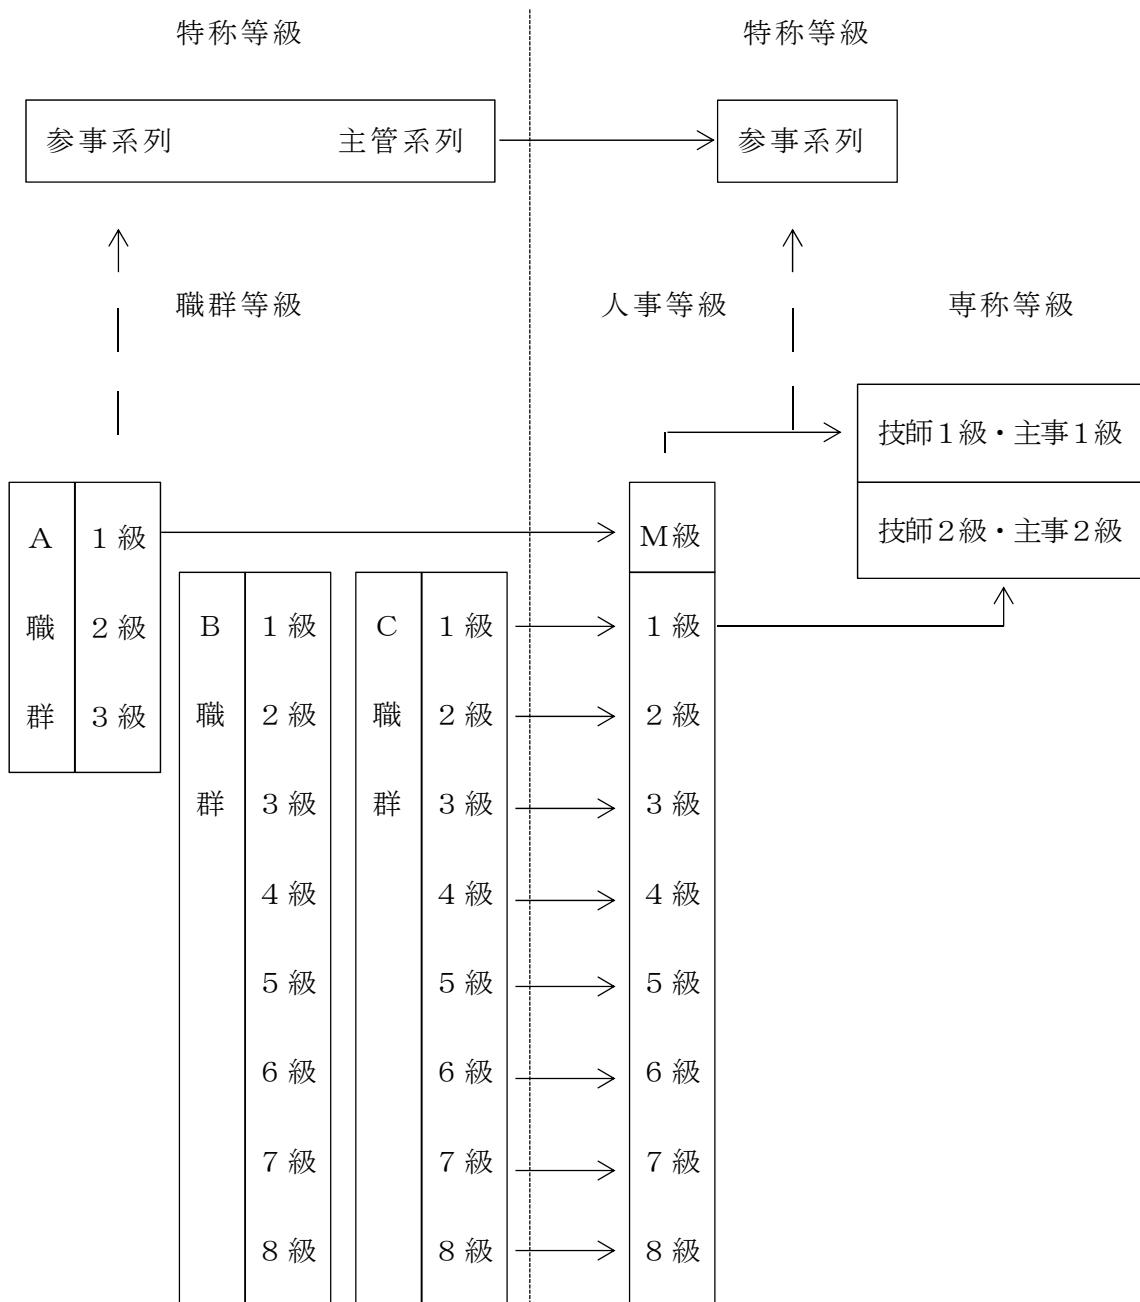 特称等級 特称等級
参事系列 主管系列 参事系列
職群等級 人事等級 専称等級
技師1級・主事1級
A 1級 M級 技師2級・主事2級
職 2級 B 1級 C 1級 1級
群 3級 職 2級 職 2級 2級
群 3級 群 3級 3級
4級 4級 4級
5級 5級 5級
6級 6級 6級
7級 7級 7級
8級 8級 8級